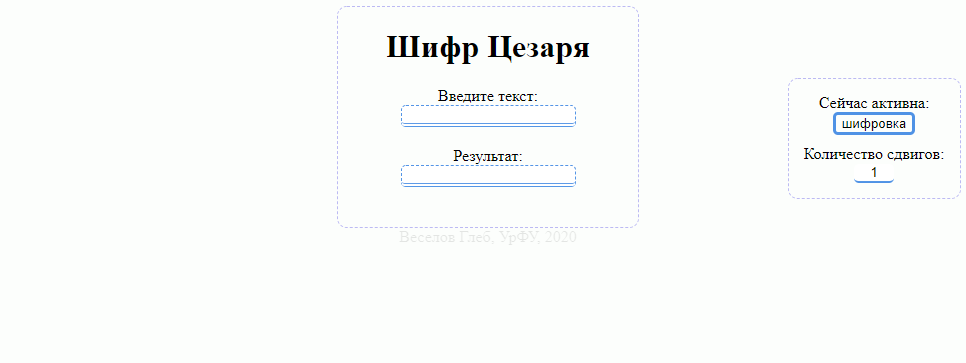 Шифр Цезаря
Введите текст:
Результат:
Веселов Глеб, УрФУ, 2020
Сейчас активна:
шифровка
Количество сдвигов:
1